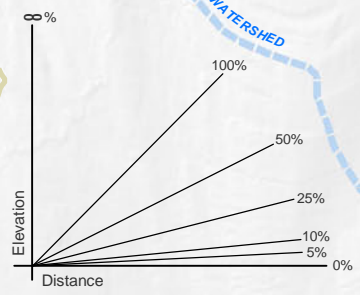 ∞ %
WATERSHED
100%
50%
25%
10%
5%
0%
Elevation
Distance